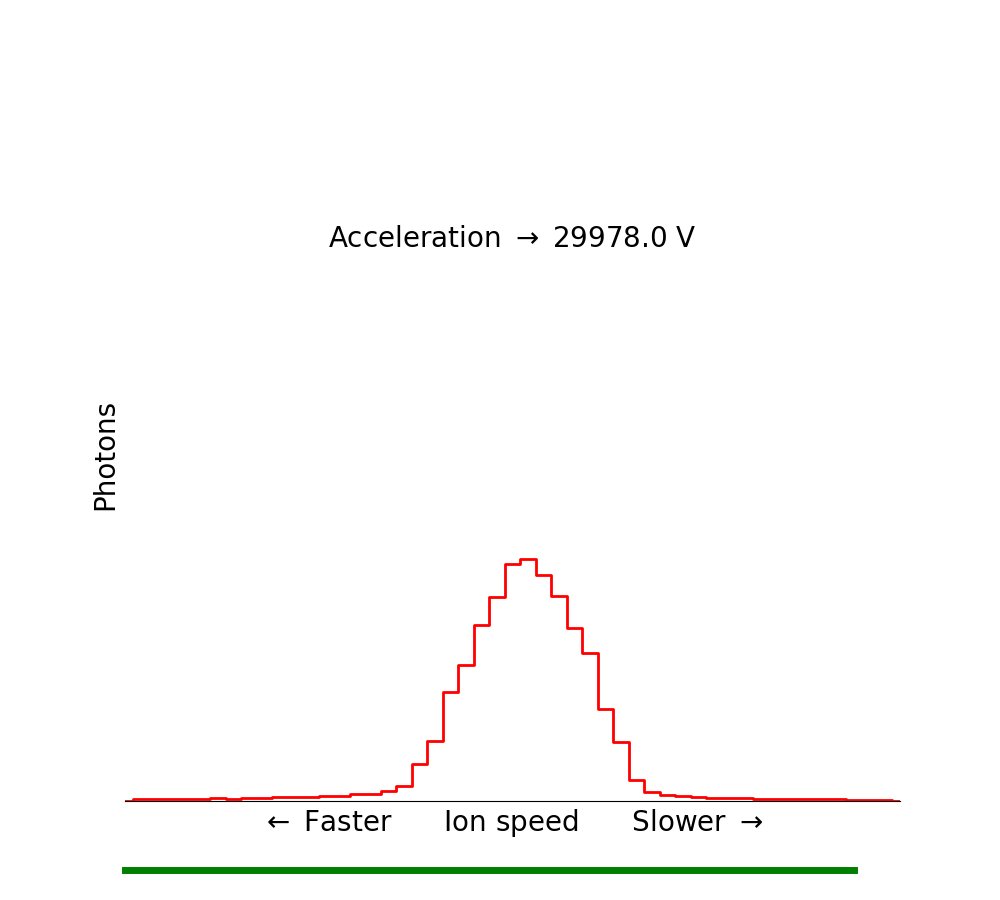 Acceleration → 29978.0 V
Photons
← Faster Ion speed Slower →